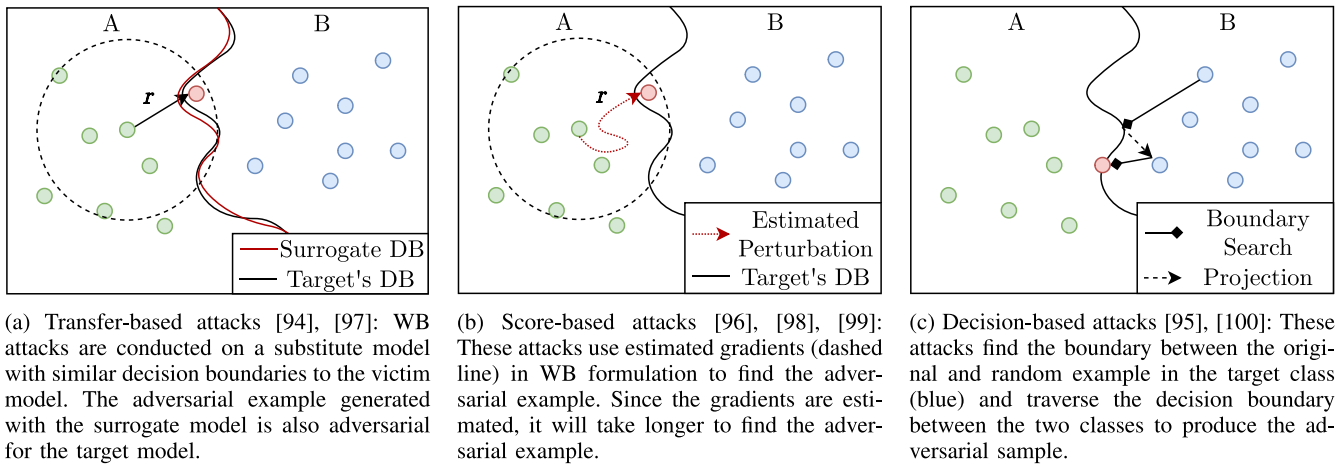 A
B
r
Surrogate DB
Target's DB
(a) Transfer-based attacks [94], [97]: WB
attacks are conducted on a substitute model
with similar decision boundaries to the victim
model. The adversarial example generated
with the surrogate model is also adversarial
for the target model.
A
B
r
Estimated
Perturbation
Target's DB
(b) Score-based attacks [96], [98], [99]:
These attacks use estimated gradients (dashed
line) in WB formulation to find the adver-
sarial example. Since the gradients are esti-
mated, it will take longer to find the adver-
sarial example.
A
B
Boundary
Search
Projection
(c) Decision-based attacks [95], [100]: These
attacks find the boundary between the origi-
nal and random example in the target class
(blue) and traverse the decision boundary
between the two classes to produce the ad-
versarial sample.